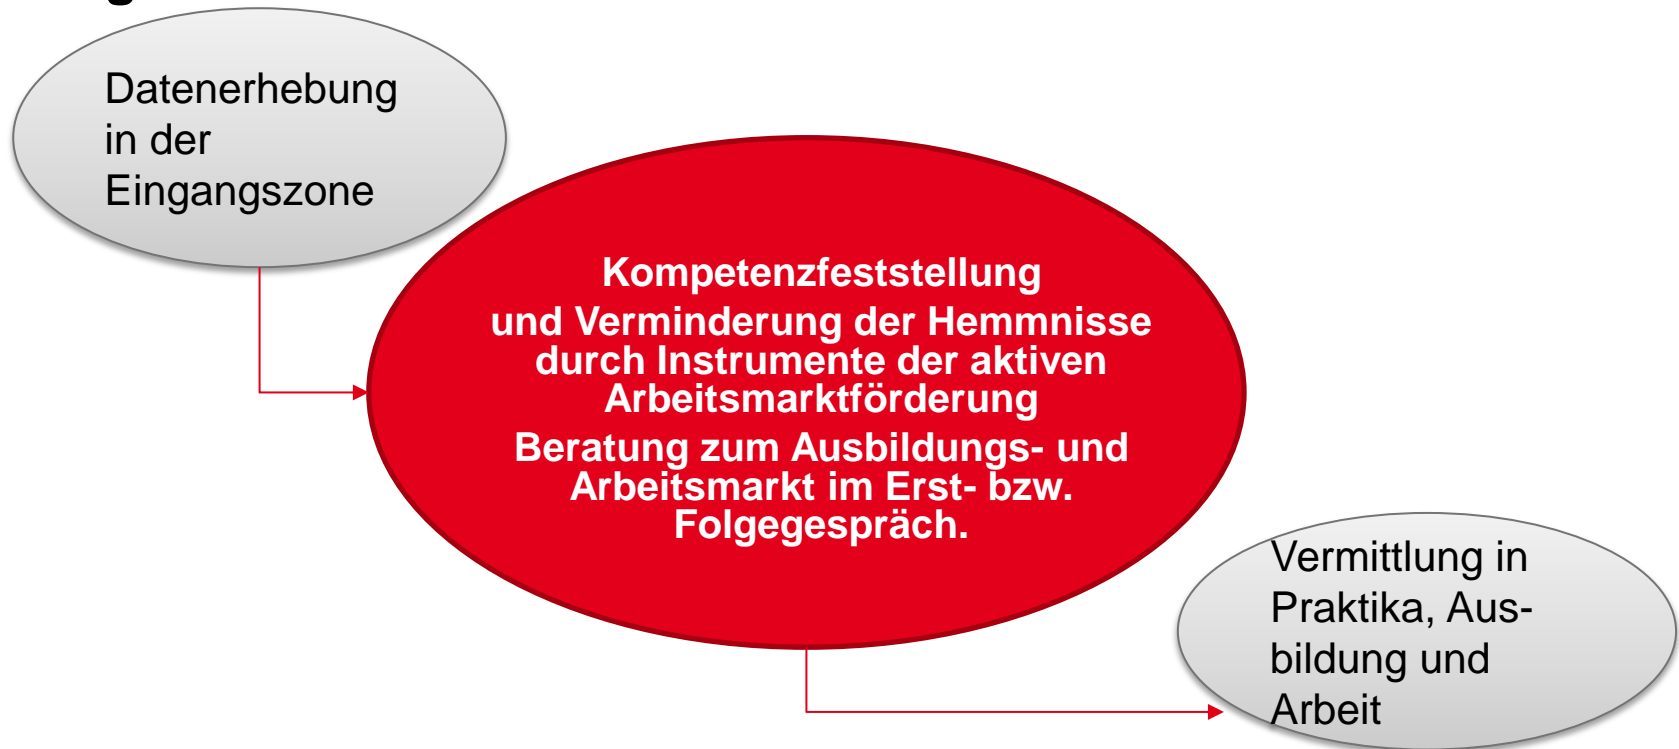 Datenerhebung
in der
Eingangszone
Kompetenzfeststellung
und Verminderung der Hemmnisse
durch Instrumente der aktiven
Arbeitsmarktförderung
Beratung zum Ausbildungs- und
Arbeitsmarkt im Erst- bzw.
Folgegespräch.
Vermittlung in
Praktika, Aus-
bildung und
Arbeit